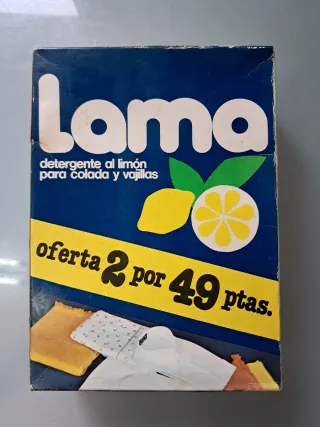 Lama
detergente al limón
para colada y vajillas
oferta 2 por 49 ptas.